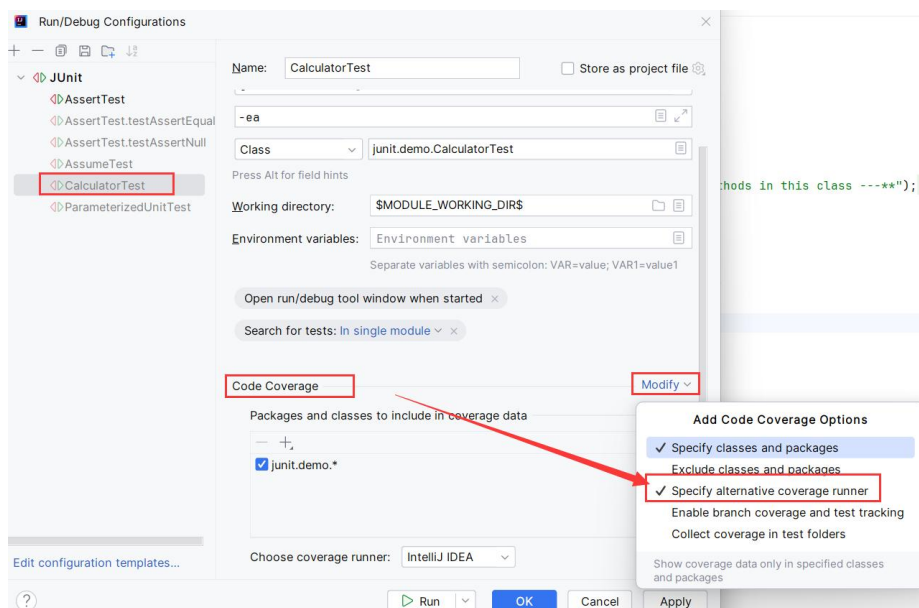 Run/Debug Configurations
JUnit
AssertTest
AssertTest.testAssertEqual
AssertTest.testAssertNull
AssumeTest
CalculatorTest
ParameterizedUnitTest
Edit configuration templates...
Name: CalculatorTest
Store as project file
-ea
Class junit.demo.CalculatorTest
Press Alt for field hints
Working directory: $MODULE_WORKING_DIR$
Environment variables: Environment variables
Separate variables with semicolon: VAR=value; VAR1=value1
Open run/debug tool window when started ×
Search for tests: In single module ×
Code Coverage Modify
Packages and classes to include in coverage data
junit.demo.*
Choose coverage runner: IntelliJ IDEA
? Run OK Cancel Apply
hods in this class ---**");
Add Code Coverage Options
✓ Specify classes and packages
Exclude classes and packages
✓ Specify alternative coverage runner
Enable branch coverage and test tracking
Collect coverage in test folders
Show coverage data only in specified classes
and packages